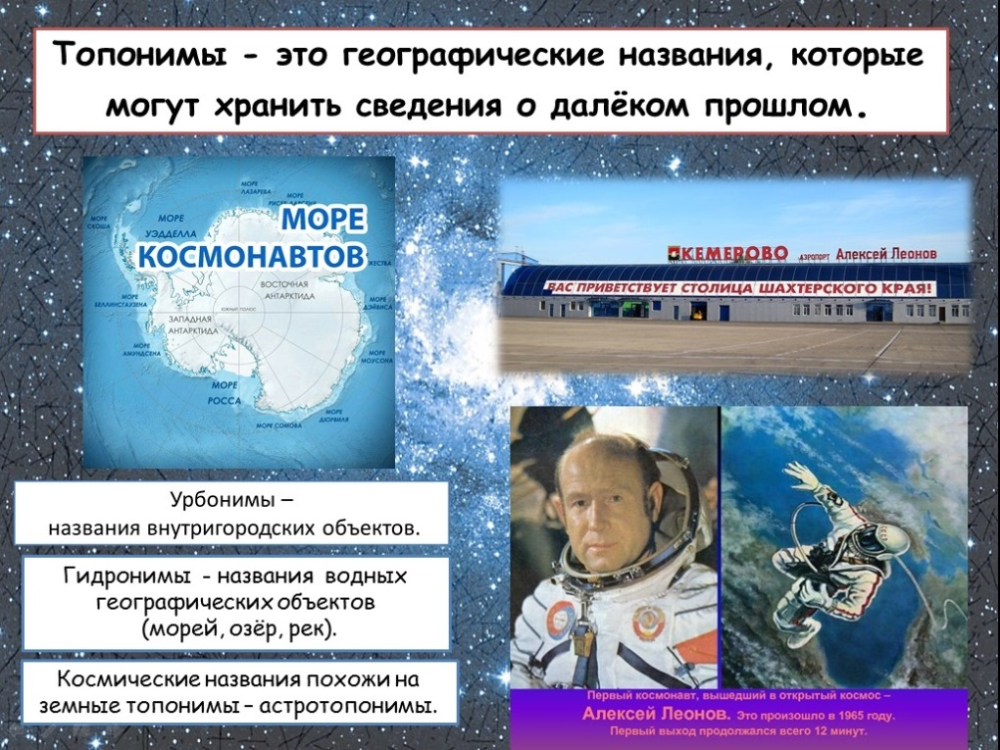 Топонимы - это географические названия, которые
могут хранить сведения о далёком прошлом.
МОРЕ
ЛАЗАРЕВА
МОРЕ
МОРЕ
СКОША
МОРЕ
УЭДДЕЛЛА
МОРЕ
КОСМОНАВТОВ
ВОСТОЧНАЯ
АНТАРКТИДА
МОРЕ
БЕЛЛИНСГАУЗЕНА
ЮЖНЫЙ ПОЛЮС
МОРЕ
ДЭЙВИСА
ЗАПАДНАЯ
АНТАРКТИДА
МОРЕ
АМУНДСЕНА
МОРЕ
МОУСОНА
МОРЕ
РОССА
МОРЕ
ДЮРВИЛЯ
МОРЕ СОМОВА
КЕМЕРОВО АЭРОПОРТ Алексей Леонов
ВАС ПРИВЕТСТВУЕТ СТОЛИЦА ШАХТЕРСКОГО КРАЯ!
Урбонимы –
названия внутригородских объектов.
Гидронимы - названия водных
географических объектов
(морей, озёр, рек).
Космические названия похожи на
земные топонимы – астротопонимы.
Первый космонавт, вышедший в открытый космос –
Алексей Леонов. Это произошло в 1965 году.
Первый выход продолжался всего 12 минут.